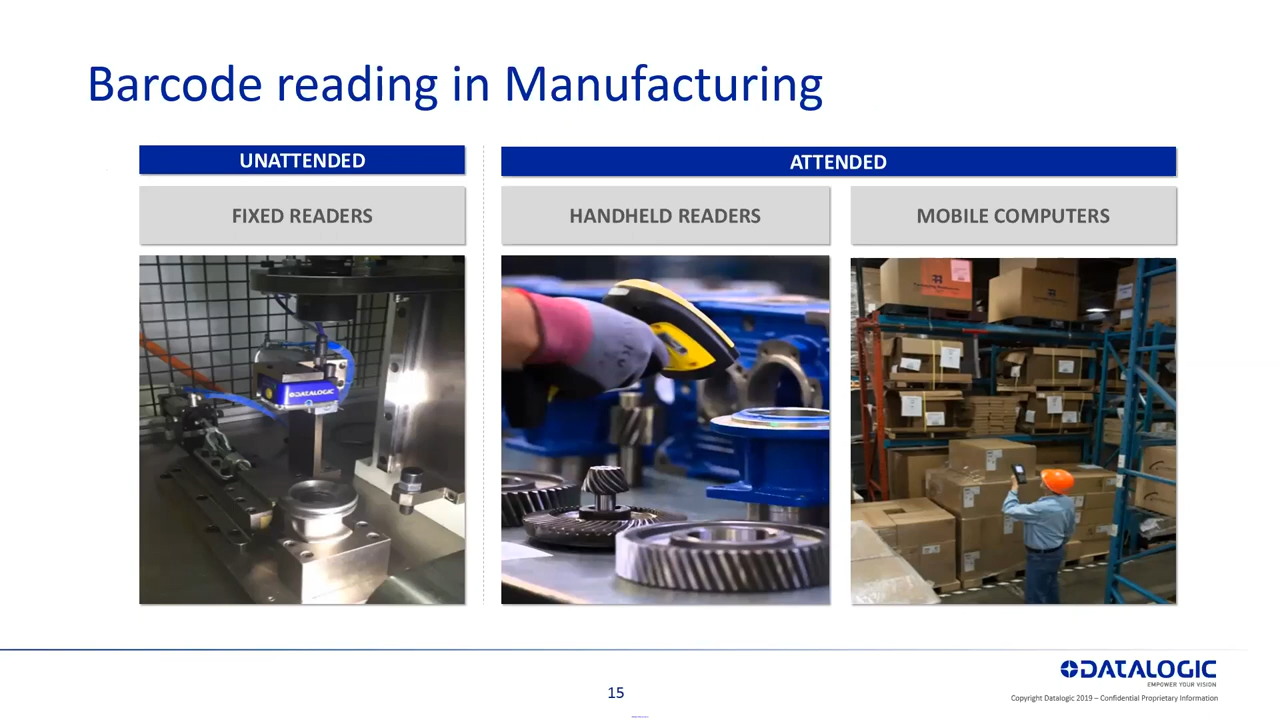 Barcode reading in Manufacturing
UNATTENDED
ATTENDED
FIXED READERS
HANDHELD READERS
MOBILE COMPUTERS
DATALOGIC
DATALOGIC
EMPOWER YOUR VISION
15
Copyright Datalogic 2019 – Confidential Proprietary Information